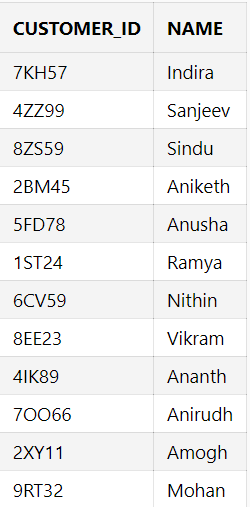 CUSTOMER_ID NAME
7KH57 Indira
4ZZ99 Sanjeev
8ZS59 Sindu
2BM45 Aniketh
5FD78 Anusha
1ST24 Ramya
6CV59 Nithin
8EE23 Vikram
4IK89 Ananth
7OO66 Anirudh
2XY11 Amogh
9RT32 Mohan